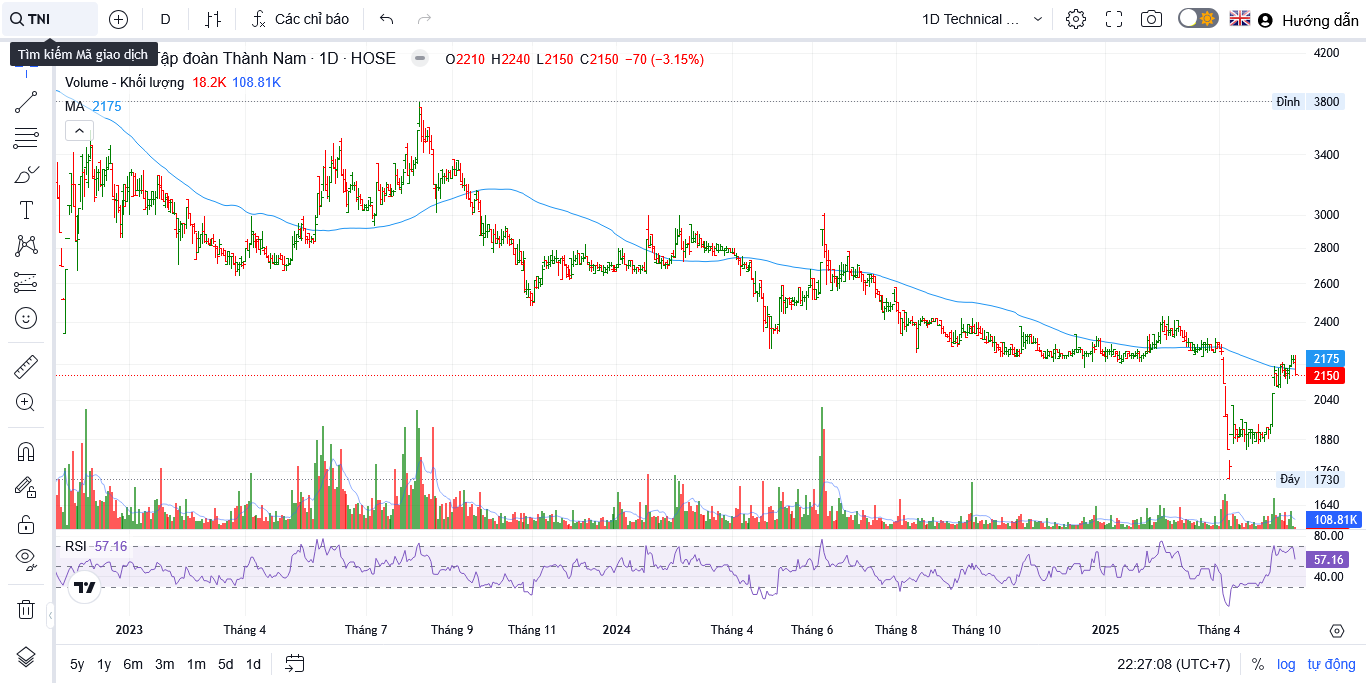 TNI D Các chỉ báo 1D Technical ... Hướng dẫn
Tìm kiếm Mã giao dịch
Tập đoàn Thành Nam · 1D · HOSE O2210 H2240 L2150 C2150 −70 (−3.15%)
Volume - Khối lượng 18.2K 108.81K
MA 2175
4200
Đỉnh 3800
3400
3000
2800
2600
2400
2175
2150
2040
1880
1760
Đáy 1730
1640
108.81K
RSI 57.16
80.00
57.16
40.00
2023 Tháng 4 Tháng 7 Tháng 9 Tháng 11 2024 Tháng 4 Tháng 6 Tháng 8 Tháng 10 2025 Tháng 4
5y 1y 6m 3m 1m 5d 1d 22:27:08 (UTC+7) % log tự động